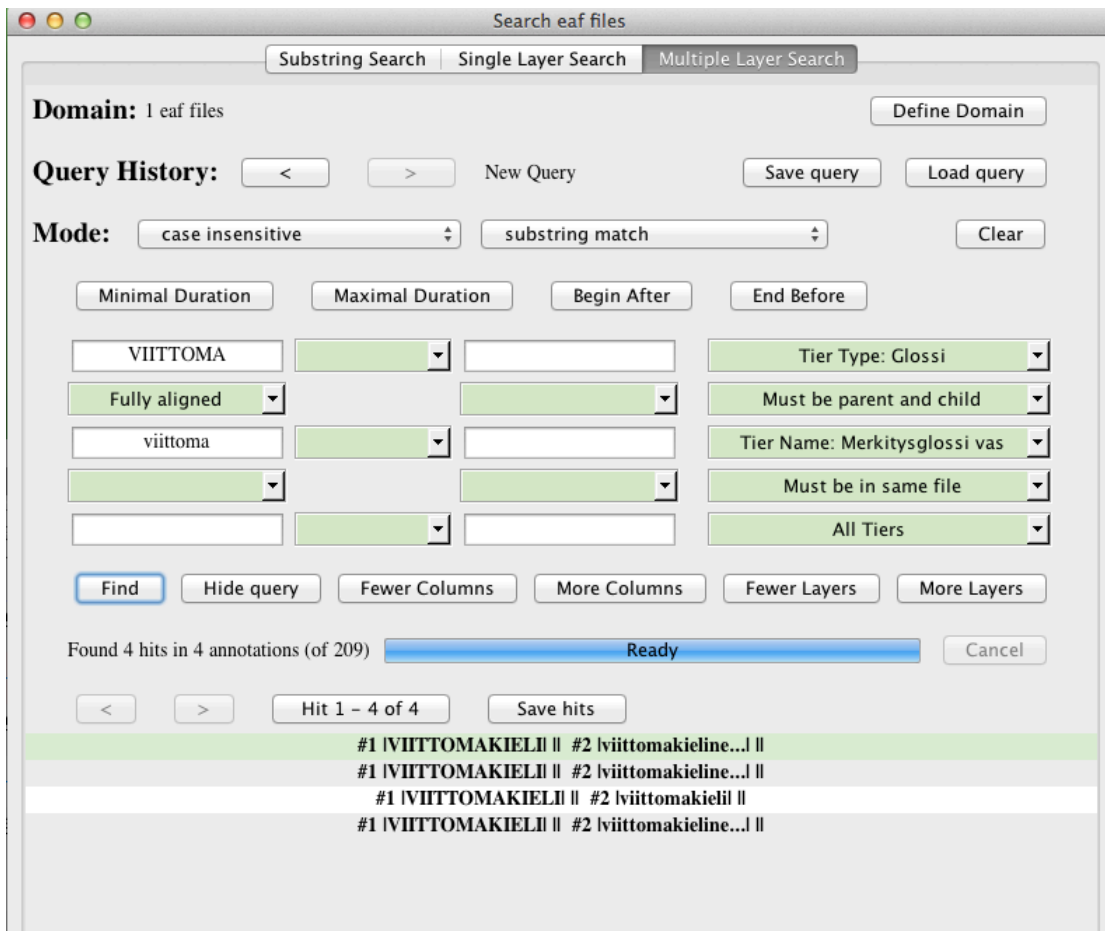 Search eaf files
Substring Search Single Layer Search Multiple Layer Search
Domain: 1 eaf files Define Domain
Query History: < > New Query Save query Load query
Mode: case insensitive substring match Clear
Minimal Duration Maximal Duration Begin After End Before
VIITTOMA Tier Type: Glossi
Fully aligned Must be parent and child
viittoma Tier Name: Merkitysglossi vas
Must be in same file
All Tiers
Find Hide query Fewer Columns More Columns Fewer Layers More Layers
Found 4 hits in 4 annotations (of 209) Ready Cancel
< > Hit 1 – 4 of 4 Save hits
#1 |VIITTOMAKIELI| || #2 |viittomakieline...| ||
#1 |VIITTOMAKIELI| || #2 |viittomakieline...| ||
#1 |VIITTOMAKIELI| || #2 |viittomakieli| ||
#1 |VIITTOMAKIELI| || #2 |viittomakieline...| ||